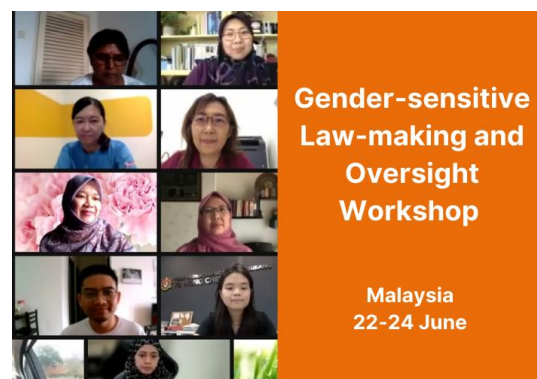 Gender-sensitive
Law-making and
Oversight
Workshop
Malaysia
22-24 June